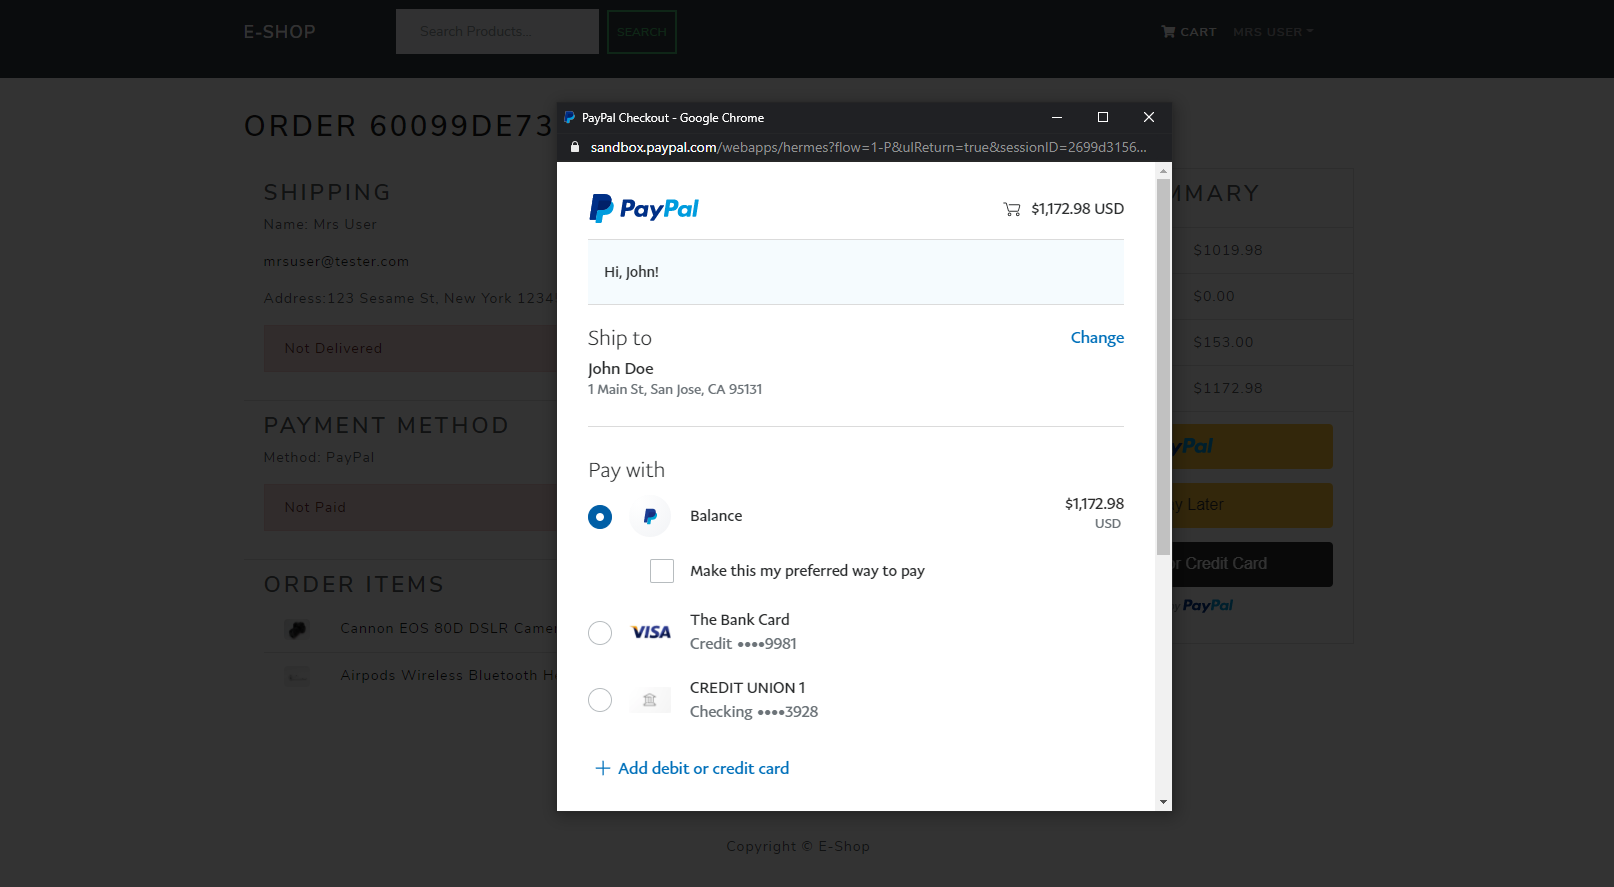 E-SHOP
Search Products...
SEARCH
CART
MRS USER
ORDER 60099DE73
PayPal Checkout - Google Chrome
sandbox.paypal.com/webapps/hermes?flow=1-P&ulReturn=true&sessionID=2699d3156...
SHIPPING
Name: Mrs User
mrsuser@tester.com
Address:123 Sesame St, New York 1234
Not Delivered
PAYMENT METHOD
Method: PayPal
Not Paid
ORDER ITEMS
Cannon EOS 80D DSLR Came
Airpods Wireless Bluetooth H
PayPal
$1,172.98 USD
Hi, John!
Ship to
Change
John Doe
1 Main St, San Jose, CA 95131
Pay with
Balance
$1,172.98
USD
Make this my preferred way to pay
VISA
The Bank Card
Credit ••••9981
CREDIT UNION 1
Checking ••••3928
+ Add debit or credit card
MMARY
$1019.98
$0.00
$153.00
$1172.98
yPal
y Later
or Credit Card
PayPal
Copyright © E-Shop